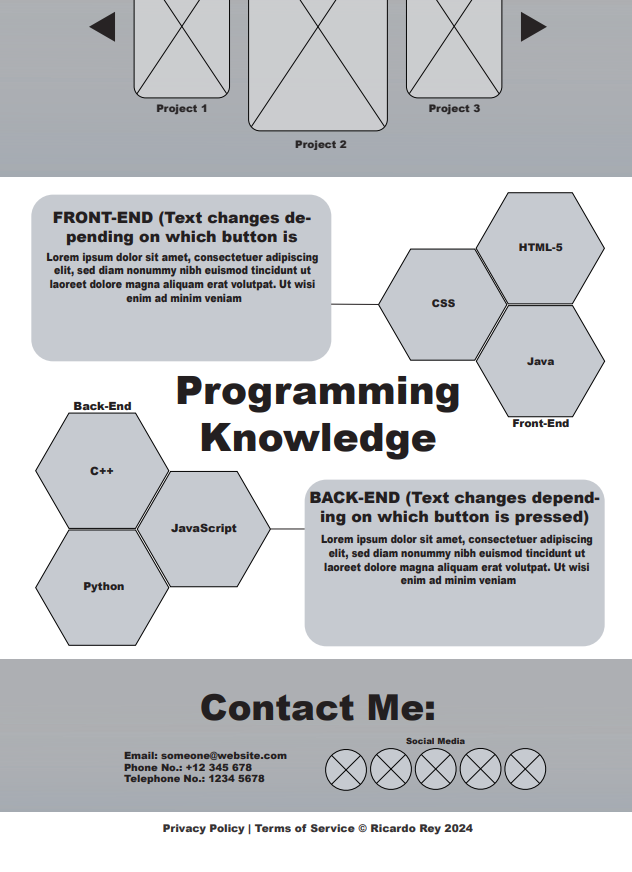 Project 1
Project 3
Project 2
FRONT-END (Text changes de-
pending on which button is
Lorem ipsum dolor sit amet, consectetuer adipiscing
elit, sed diam nonummy nibh euismod tincidunt ut
laoreet dolore magna aliquam erat volutpat. Ut wisi
enim ad minim veniam
HTML-5
CSS
Java
Front-End
Programming
Knowledge
Back-End
C++
JavaScript
Python
BACK-END (Text changes depend-
ing on which button is pressed)
Lorem ipsum dolor sit amet, consectetuer adipiscing
elit, sed diam nonummy nibh euismod tincidunt ut
laoreet dolore magna aliquam erat volutpat. Ut wisi
enim ad minim veniam
Contact Me:
Email: someone@website.com
Phone No.: +12 345 678
Telephone No.: 1234 5678
Social Media
Privacy Policy | Terms of Service © Ricardo Rey 2024